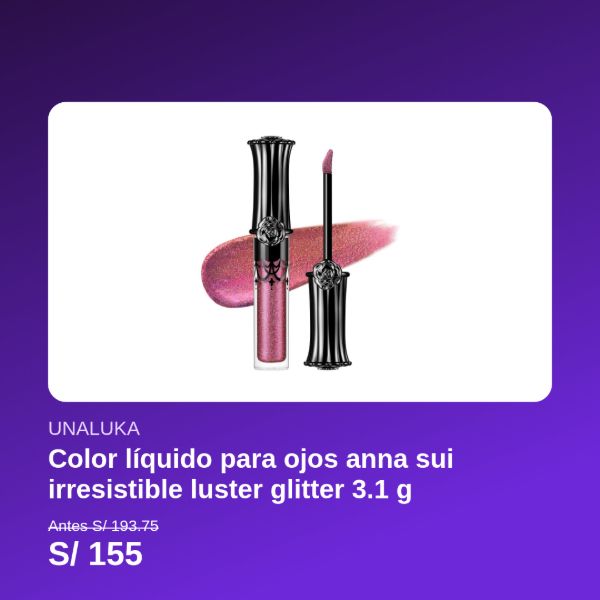 UNALUKA
Color líquido para ojos anna sui
irresistible luster glitter 3.1 g
Antes S/ 193.75
S/ 155